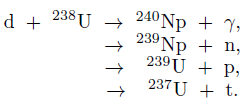 d + ²³⁸U → ²⁴⁰Np + γ,
→ ²³⁹Np + n,
→ ²³⁹U + p,
→ ²³⁷U + t.